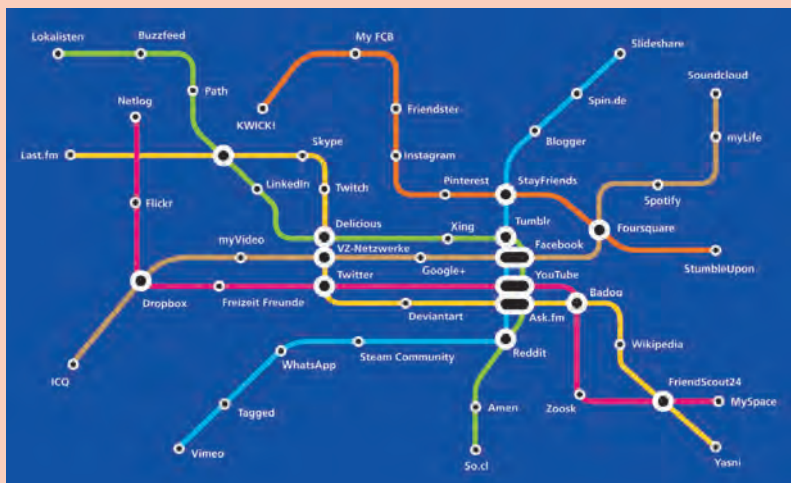 Lokalisten
Buzzfeed
My FCB
Slideshare
Netlog
Path
Soundcloud
Spin.de
KWICK!
Friendster
Blogger
myLife
Last.fm
Skype
Instagram
LinkedIn
Twitch
Pinterest
StayFriends
Spotify
Flickr
Delicious
Xing
Tumblr
Foursquare
myVideo
VZ-Netzwerke
Facebook
StumbleUpon
Google+
Twitter
YouTube
Dropbox
Freizeit Freunde
Badou
Deviantart
Ask.fm
Wikipedia
ICQ
WhatsApp
Steam Community
Reddit
FriendScout24
Tagged
Amen
Zoosk
MySpace
Vimeo
So.cl
Yasni